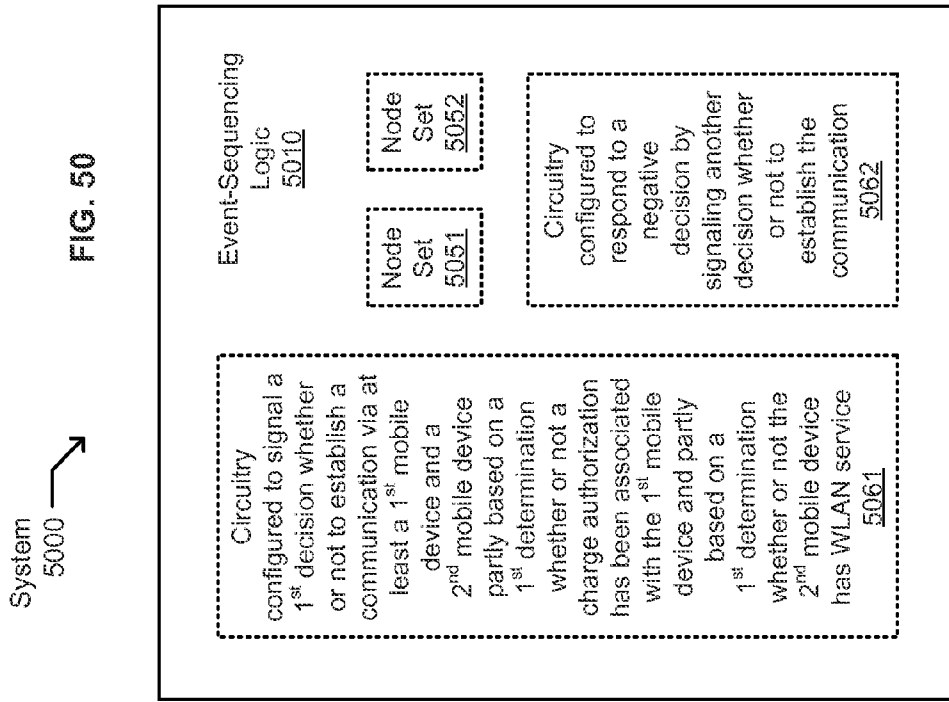 System
5000
FIG. 50
Event-Sequencing
Logic
5010
Node
Set
5051
Node
Set
5052
Circuitry
configured to signal a
1st decision whether
or not to establish a
communication via at
least a 1st mobile
device and a
2nd mobile device
partly based on a
1st determination
whether or not a
charge authorization
has been associated
with the 1st mobile
device and partly
based on a
1st determination
whether or not the
2nd mobile device
has WLAN service
5061
Circuitry
configured to
respond to a
negative
decision by
signaling another
decision whether
or not to
establish the
communication
5062